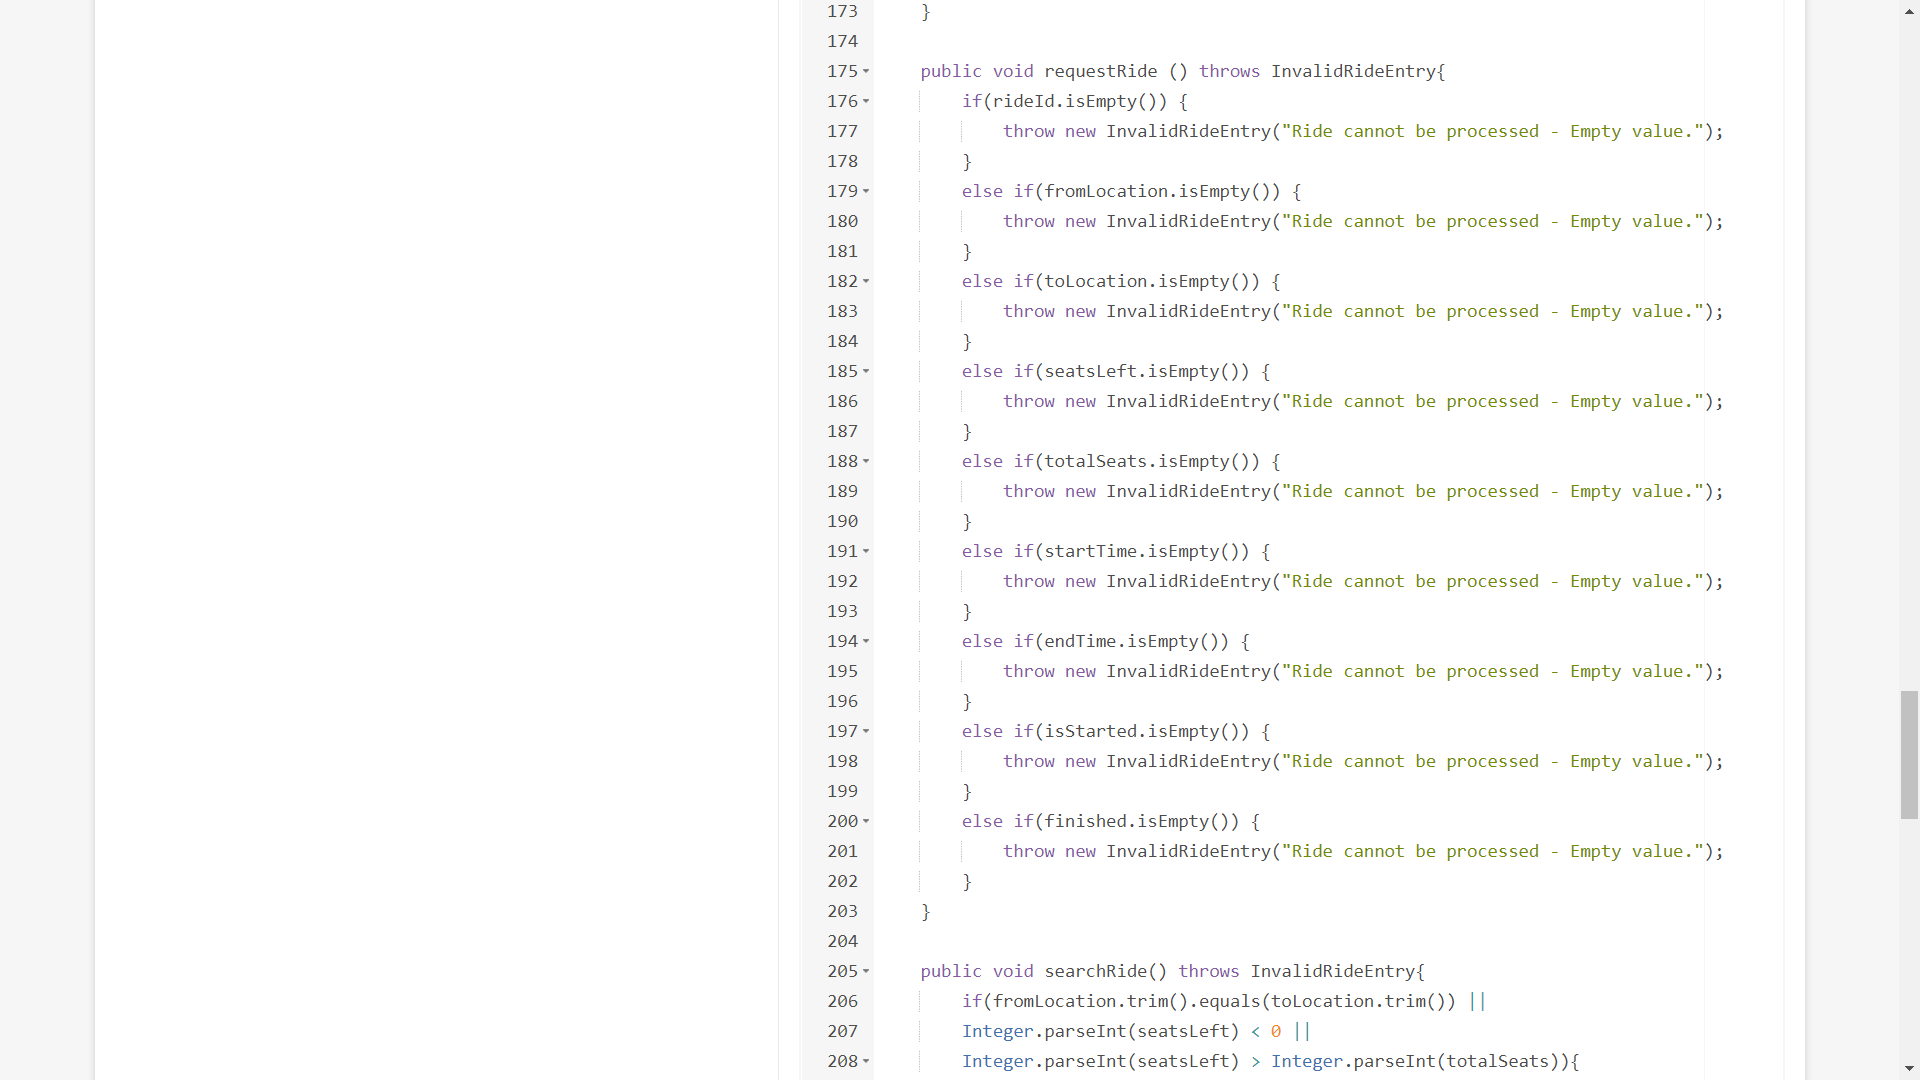 173 }
174
175 public void requestRide () throws InvalidRideEntry{
176 if(rideId.isEmpty()) {
177 throw new InvalidRideEntry("Ride cannot be processed - Empty value.");
178 }
179 else if(fromLocation.isEmpty()) {
180 throw new InvalidRideEntry("Ride cannot be processed - Empty value.");
181 }
182 else if(toLocation.isEmpty()) {
183 throw new InvalidRideEntry("Ride cannot be processed - Empty value.");
184 }
185 else if(seatsLeft.isEmpty()) {
186 throw new InvalidRideEntry("Ride cannot be processed - Empty value.");
187 }
188 else if(totalSeats.isEmpty()) {
189 throw new InvalidRideEntry("Ride cannot be processed - Empty value.");
190 }
191 else if(startTime.isEmpty()) {
192 throw new InvalidRideEntry("Ride cannot be processed - Empty value.");
193 }
194 else if(endTime.isEmpty()) {
195 throw new InvalidRideEntry("Ride cannot be processed - Empty value.");
196 }
197 else if(isStarted.isEmpty()) {
198 throw new InvalidRideEntry("Ride cannot be processed - Empty value.");
199 }
200 else if(finished.isEmpty()) {
201 throw new InvalidRideEntry("Ride cannot be processed - Empty value.");
202 }
203 }
204
205 public void searchRide() throws InvalidRideEntry{
206 if(fromLocation.trim().equals(toLocation.trim()) ||
207 Integer.parseInt(seatsLeft) < 0 ||
208 Integer.parseInt(seatsLeft) > Integer.parseInt(totalSeats)){